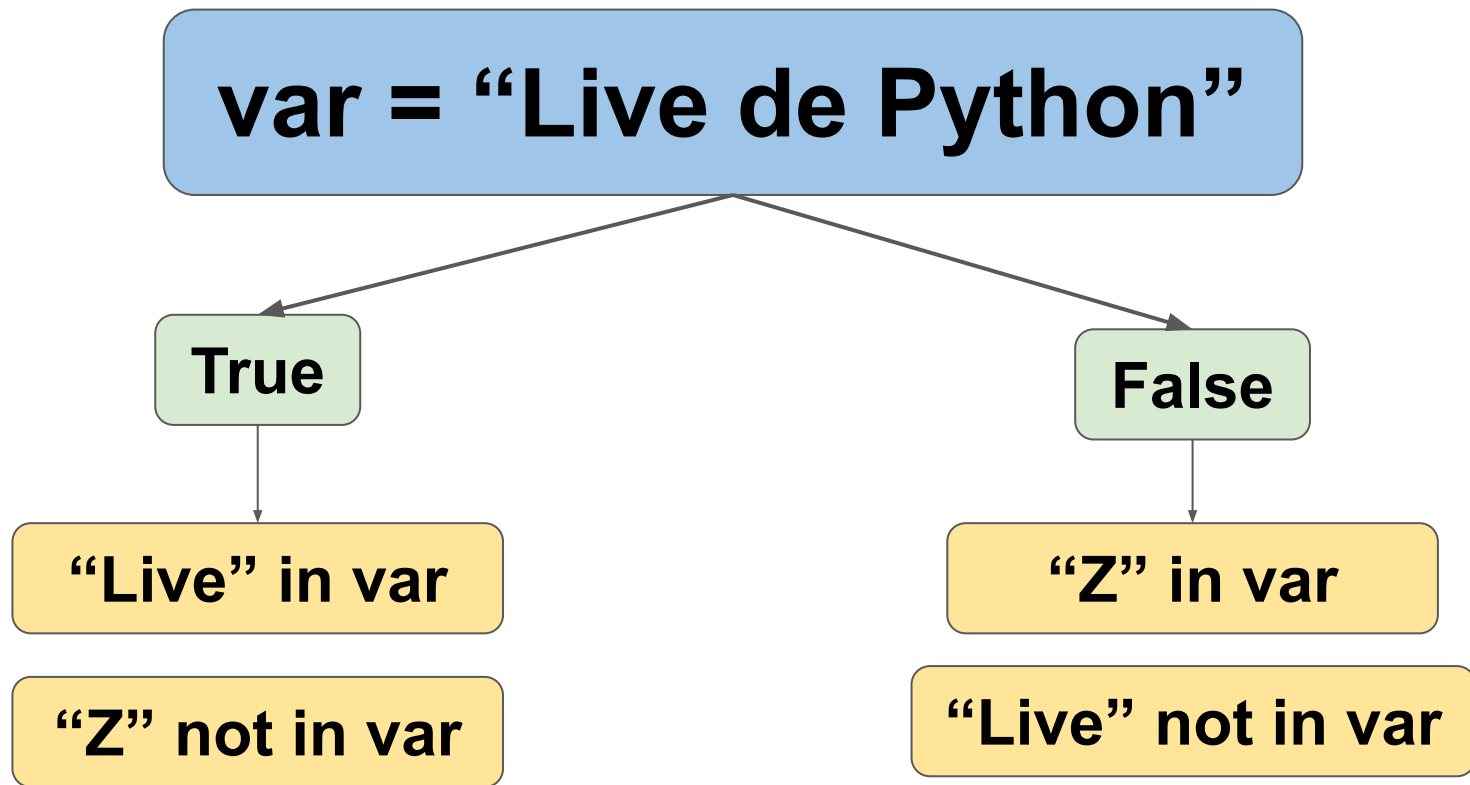 var = “Live de Python”
True
False
“Live” in var
“Z” in var
“Z” not in var
“Live” not in var